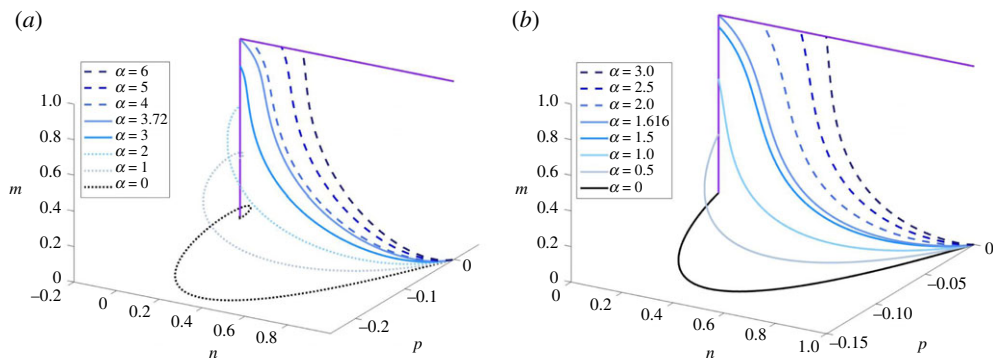 (a)
α = 6
α = 5
α = 4
α = 3.72
α = 3
α = 2
α = 1
α = 0
1.0
0.8
0.6
m
0.4
0.2
0
−0.2
0
0.2
0.4
0.6
0.8
n
−0.2
−0.1
0
p
(b)
α = 3.0
α = 2.5
α = 2.0
α = 1.616
α = 1.5
α = 1.0
α = 0.5
α = 0
1.0
0.8
0.6
m
0.4
0.2
0
0
0.2
0.4
0.6
0.8
1.0
n
−0.15
−0.10
−0.05
0
p